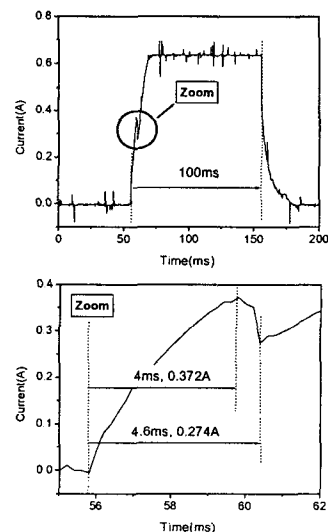 0.8
0.6
0.4
0.2
0.0
Current(A)
Zoom
100ms
0
50
100
150
200
Time(ms)
Zoom
0.4
0.3
0.2
0.1
0.0
Current(A)
4ms, 0.372A
4.6ms, 0.274A
56
58
60
62
Time(ms)